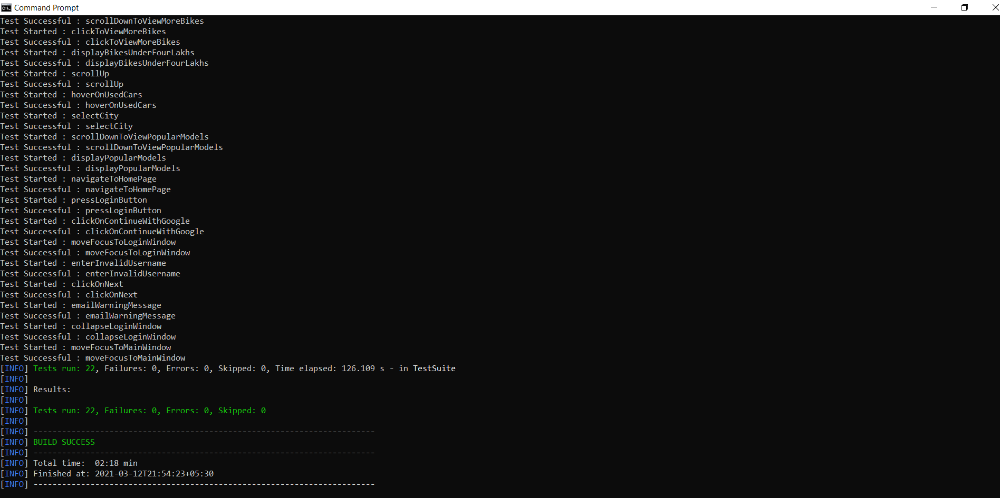 Command Prompt
Test Successful : scrollDownToViewMoreBikes
Test Started : clickToViewMoreBikes
Test Successful : clickToViewMoreBikes
Test Started : displayBikesUnderFourLakhs
Test Successful : displayBikesUnderFourLakhs
Test Started : scrollUp
Test Successful : scrollUp
Test Started : hoverOnUsedCars
Test Successful : hoverOnUsedCars
Test Started : selectCity
Test Successful : selectCity
Test Started : scrollDownToViewPopularModels
Test Successful : scrollDownToViewPopularModels
Test Started : displayPopularModels
Test Successful : displayPopularModels
Test Started : navigateToHomePage
Test Successful : navigateToHomePage
Test Started : pressLoginButton
Test Successful : pressLoginButton
Test Started : clickOnContinueWithGoogle
Test Successful : clickOnContinueWithGoogle
Test Started : moveFocusToLoginWindow
Test Successful : moveFocusToLoginWindow
Test Started : enterInvalidUsername
Test Successful : enterInvalidUsername
Test Started : clickOnNext
Test Successful : clickOnNext
Test Started : emailWarningMessage
Test Successful : emailWarningMessage
Test Started : collapseLoginWindow
Test Successful : collapseLoginWindow
Test Started : moveFocusToMainWindow
Test Successful : moveFocusToMainWindow
[INFO] Tests run: 22, Failures: 0, Errors: 0, Skipped: 0, Time elapsed: 126.109 s - in TestSuite
[INFO]
[INFO] Results:
[INFO]
[INFO] Tests run: 22, Failures: 0, Errors: 0, Skipped: 0
[INFO]
[INFO] ------------------------------------------------------------------------
[INFO] BUILD SUCCESS
[INFO] ------------------------------------------------------------------------
[INFO] Total time:  02:18 min
[INFO] Finished at: 2021-03-12T21:54:23+05:30
[INFO] ------------------------------------------------------------------------